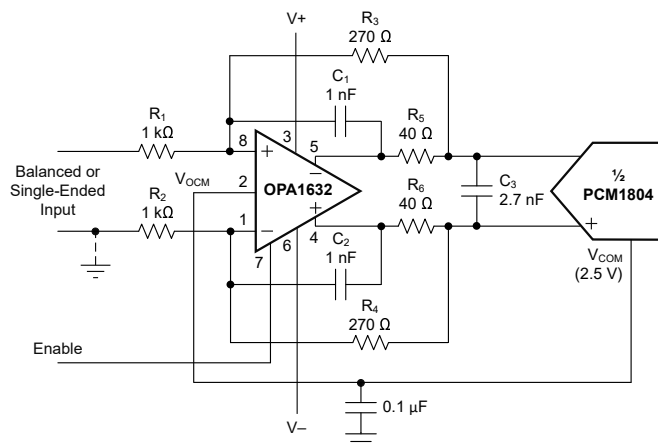 V+
R3
270 Ω
C1
1 nF
R1
1 kΩ
R5
40 Ω
8
3
5
+
−
Balanced or
Single-Ended
Input
VOCM
2
OPA1632
R2
1 kΩ
1
−
+
4
6
7
R6
40 Ω
C3
2.7 nF
½
PCM1804
+
VCOM
(2.5 V)
C2
1 nF
R4
270 Ω
Enable
0.1 µF
V−